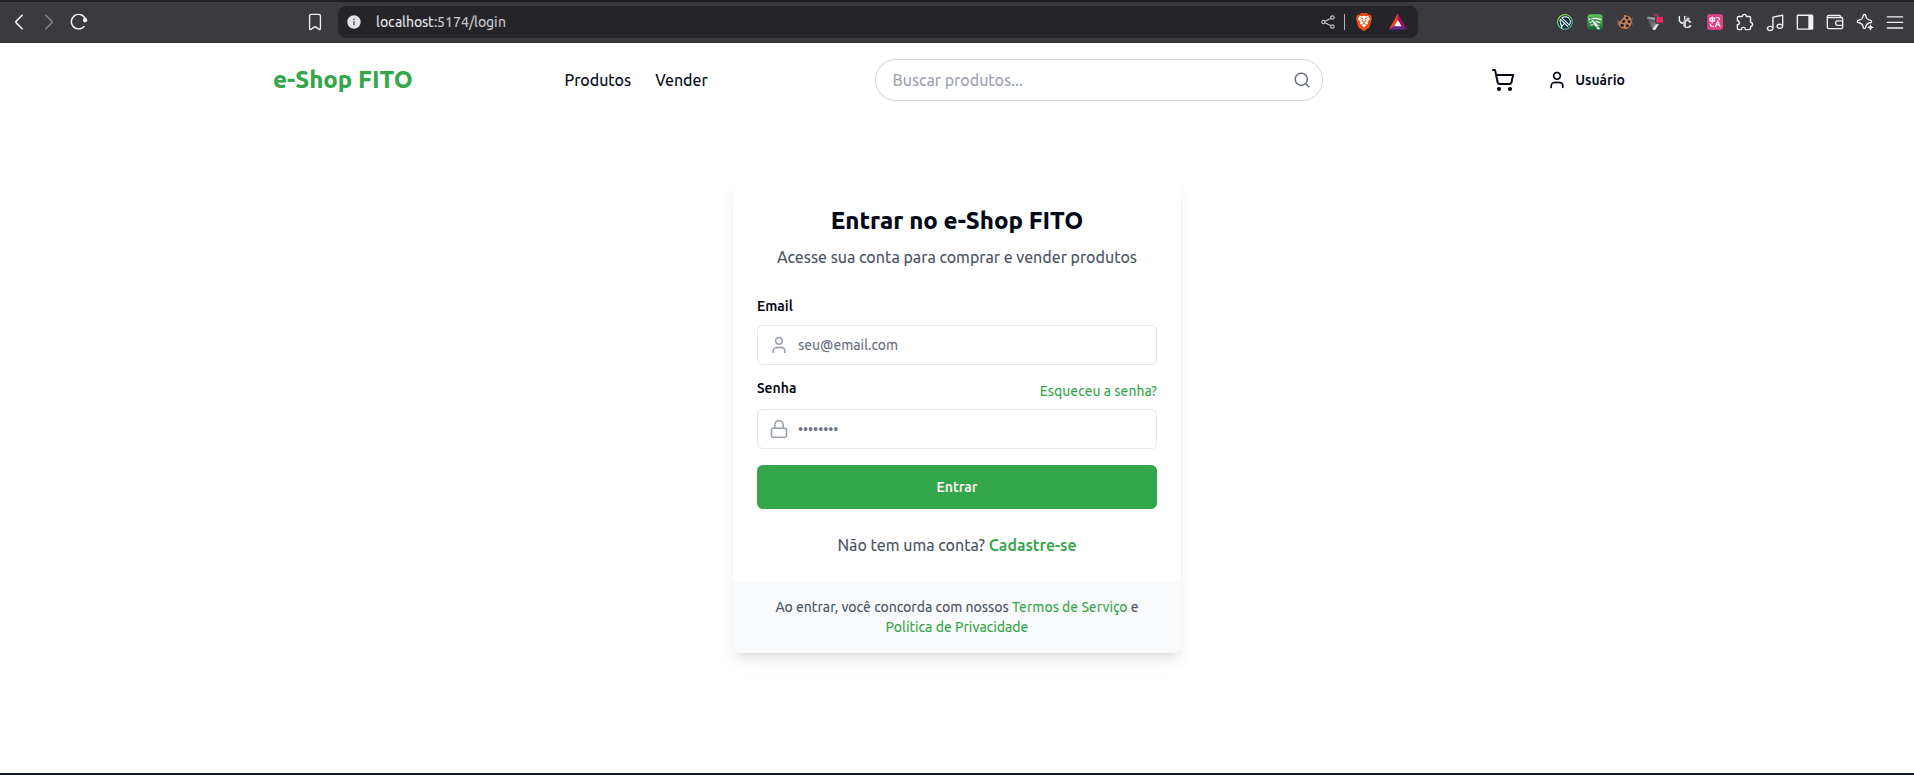 localhost:5174/login
e-Shop FITO
Produtos
Vender
Buscar produtos...
Usuário
Entrar no e-Shop FITO
Acesse sua conta para comprar e vender produtos
Email
seu@email.com
Senha
Esqueceu a senha?
••••••••
Entrar
Não tem uma conta? Cadastre-se
Ao entrar, você concorda com nossos Termos de Serviço e
Política de Privacidade